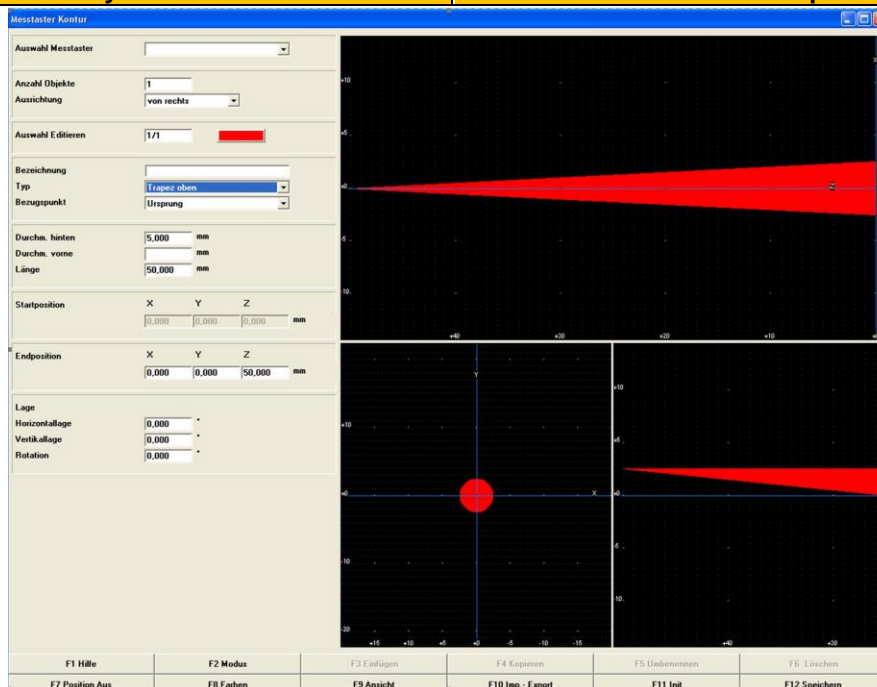 Messtaster Kontur
Auswahl Messtaster
Anzahl Objekte 1
Ausrichtung von rechts
Auswahl Editieren 1/1
Bezeichnung
Typ Trapez oben
Bezugspunkt Ursprung
Durchm. hinten 5,000 mm
Durchm. vorne mm
Länge 50,000 mm
Startposition X Y Z
0,000 0,000 0,000 mm
Endposition X Y Z
0,000 0,000 50,000 mm
Lage
Horizontallage 0,000 °
Vertikallage 0,000 °
Rotation 0,000 °
+10
+5
+0 Z
-5
-10
+40 +30 +20 +10
Y
+10
+0 X
-10
-20
+15 +10 +5 +0 -5 -10 -15
+10
+5
+0
-5
-10
+40 +30
F1 Hilfe F2 Modus F3 Einfügen F4 Kopieren F5 Umbenennen F6 Löschen
F7 Position Aus F8 Farben F9 Ansicht F10 Imp.- Export F11 Init F12 Speichern